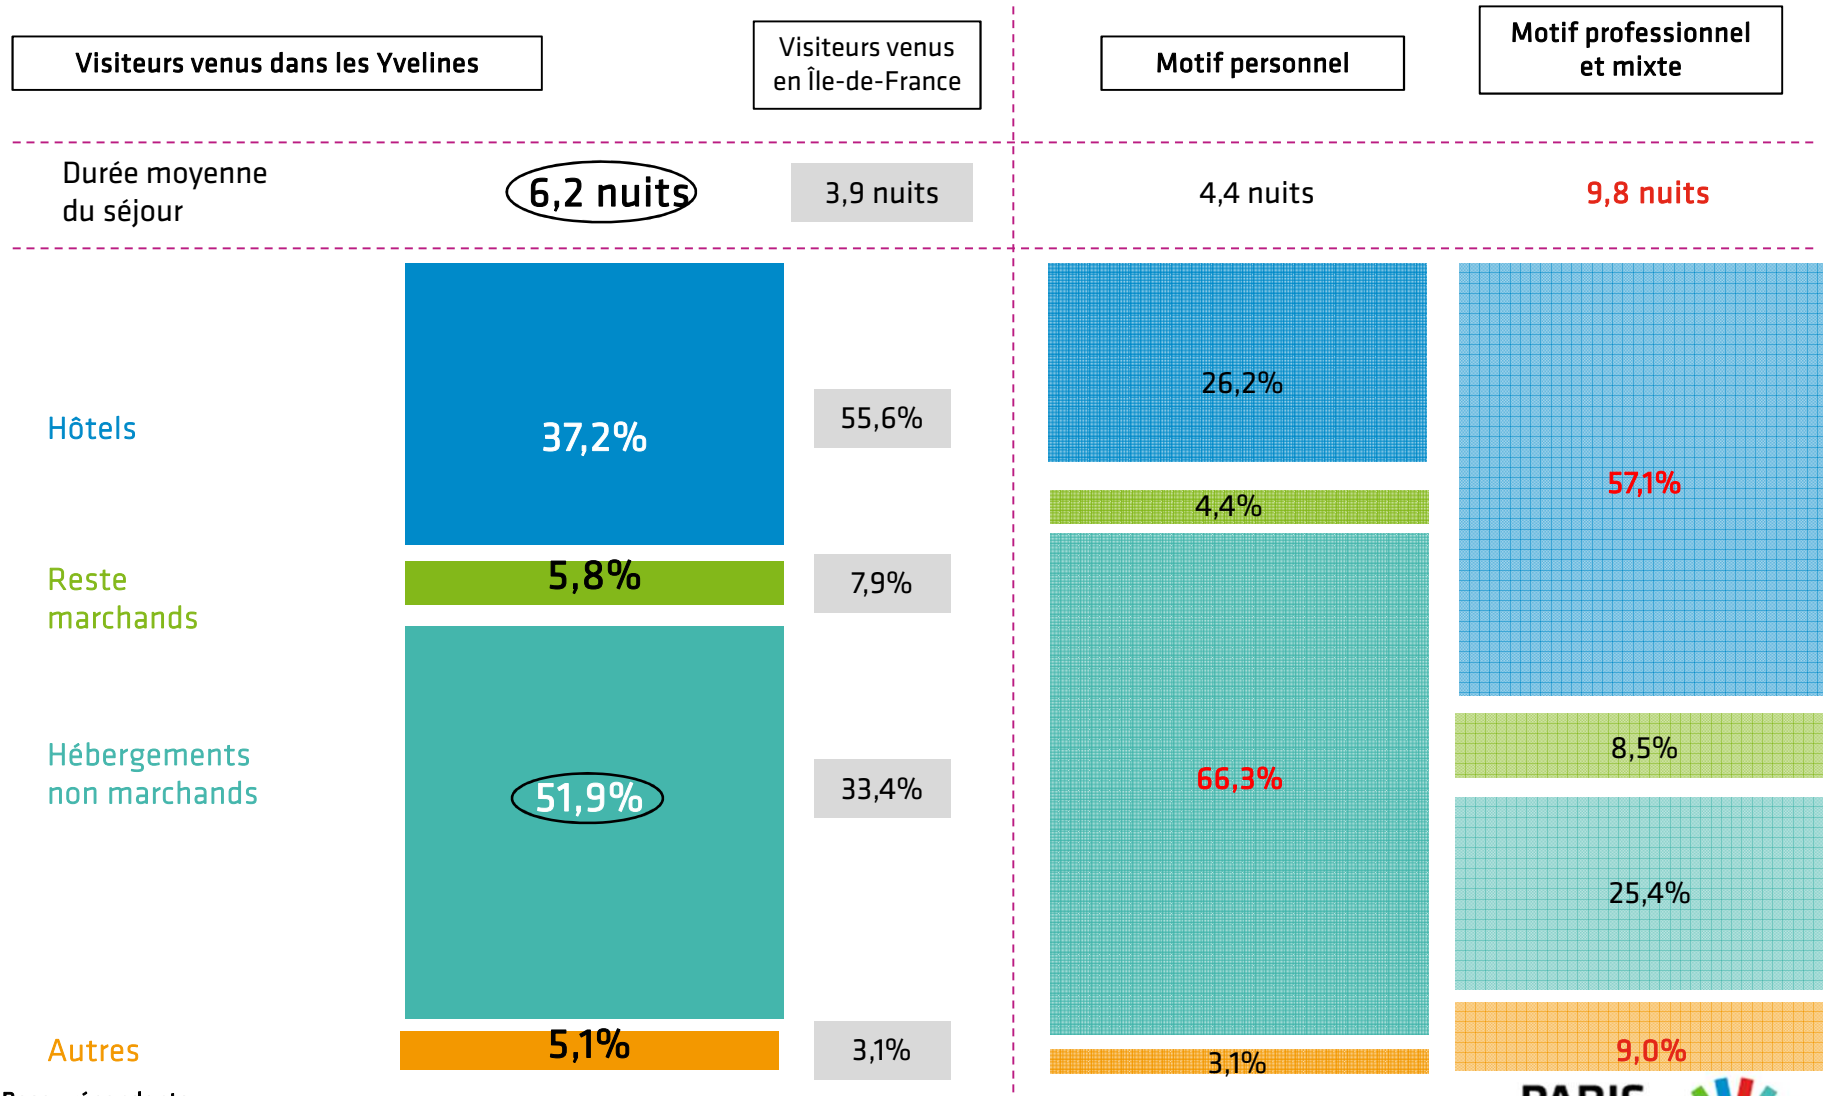 Visiteurs venus dans les Yvelines
Visiteurs venus
en Île-de-France
Motif personnel
Motif professionnel
et mixte
Durée moyenne
du séjour
6,2 nuits
3,9 nuits
4,4 nuits
9,8 nuits
Hôtels
37,2%
55,6%
26,2%
57,1%
Reste
marchands
5,8%
7,9%
4,4%
8,5%
Hébergements
non marchands
51,9%
33,4%
66,3%
25,4%
Autres
5,1%
3,1%
3,1%
9,0%
PARIS